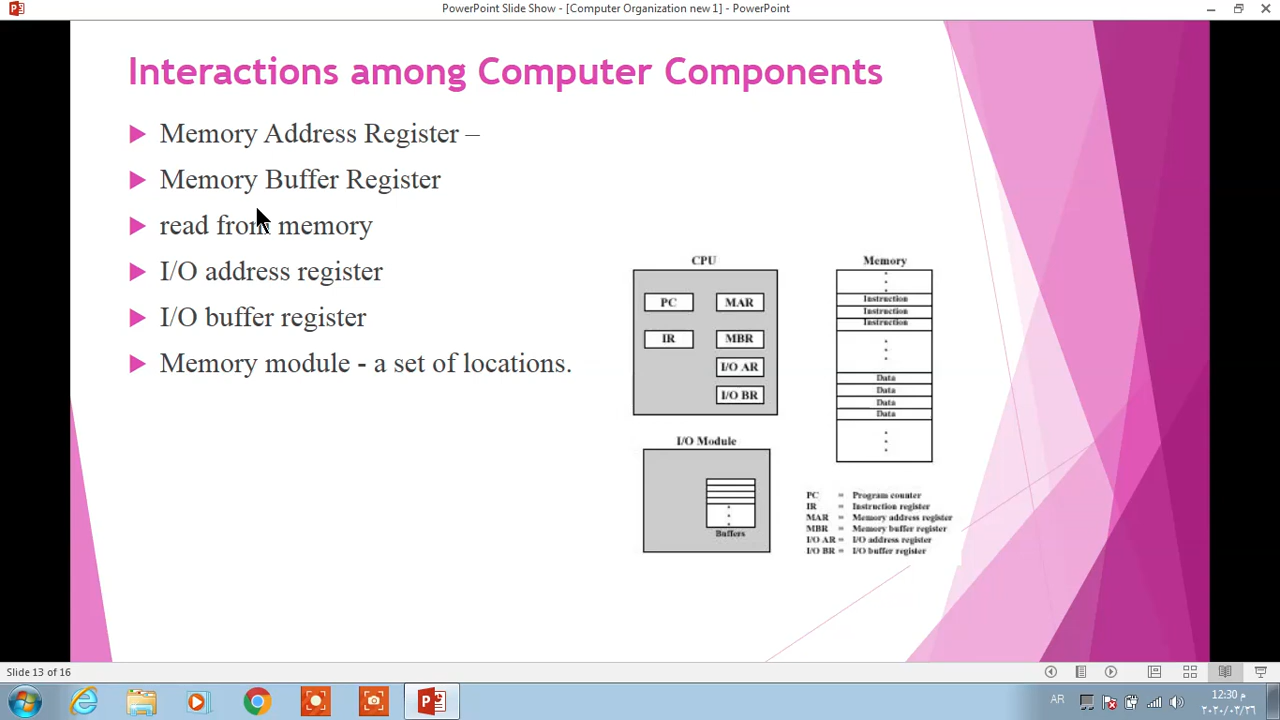 PowerPoint Slide Show - [Computer Organization new 1] - PowerPoint
Interactions among Computer Components
Memory Address Register –
Memory Buffer Register
read from memory
I/O address register
I/O buffer register
Memory module - a set of locations.
CPU
PC
MAR
IR
MBR
I/O AR
I/O BR
Memory
Instruction
Instruction
Instruction
Data
Data
Data
Data
I/O Module
Buffers
PC = Program counter
IR = Instruction register
MAR = Memory address register
MBR = Memory buffer register
I/O AR = I/O address register
I/O BR = I/O buffer register
Slide 13 of 16
AR
12:30 م
٢٠٢٠/٠٣/٢٦